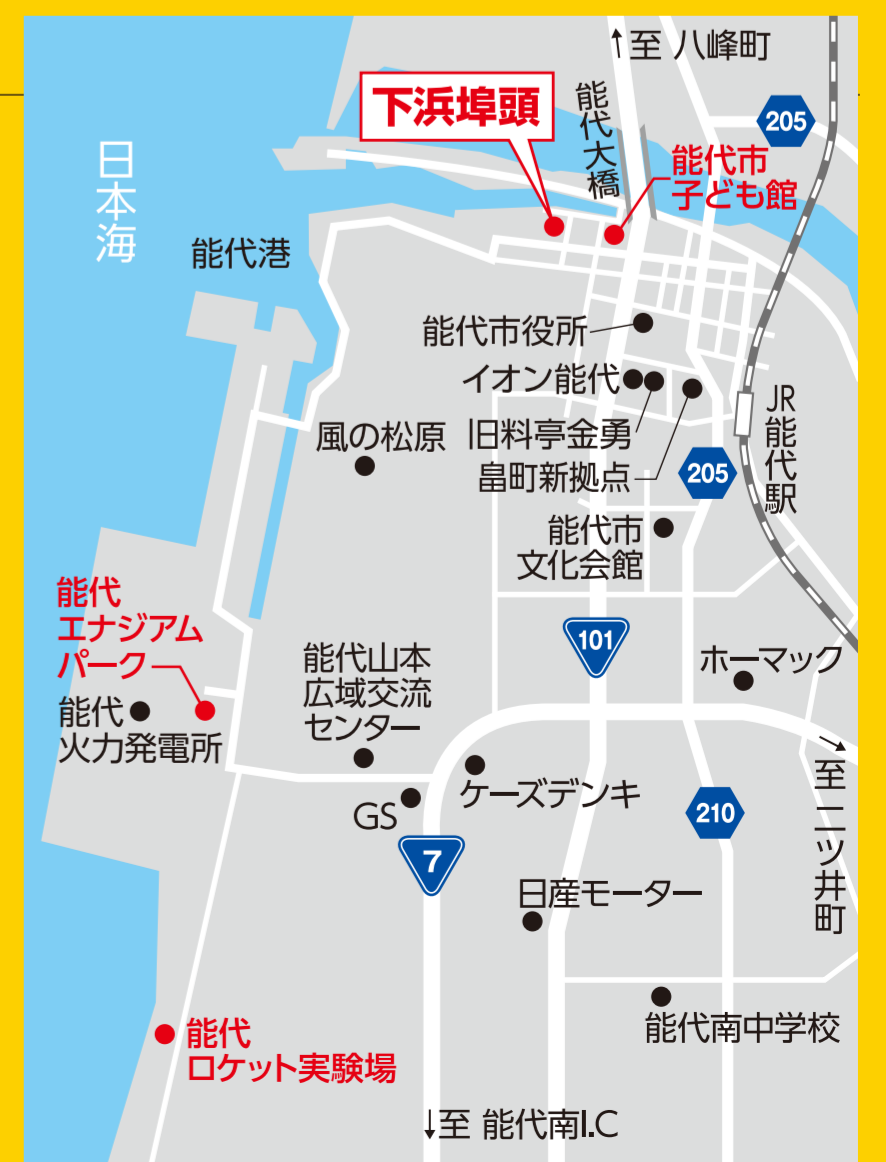 ↑至 八峰町
下浜埠頭
能代大橋
205
能代市
子ども館
日本海
能代港
能代市役所
イオン能代
旧料亭金勇
畠町新拠点
JR能代駅
風の松原
205
能代市
文化会館
能代
エナジアム
パーク
101
能代山本
広域交流
センター
ホーマック
能代
火力発電所
→至 二ツ井町
ケーズデンキ
GS
210
7
日産モーター
能代南中学校
能代
ロケット実験場
↓至 能代南I.C